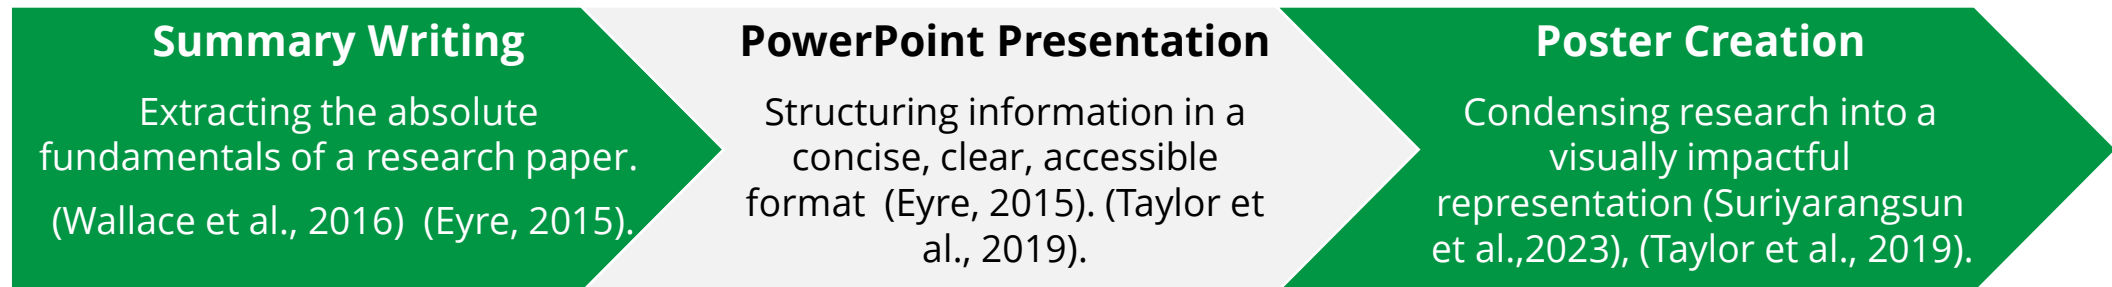 Summary Writing
Extracting the absolute
fundamentals of a research paper.
(Wallace et al., 2016)  (Eyre, 2015).
PowerPoint Presentation
Structuring information in a
concise, clear, accessible
format  (Eyre, 2015). (Taylor et
al., 2019).
Poster Creation
Condensing research into a
visually impactful
representation (Suriyarangsun
et al.,2023), (Taylor et al., 2019).